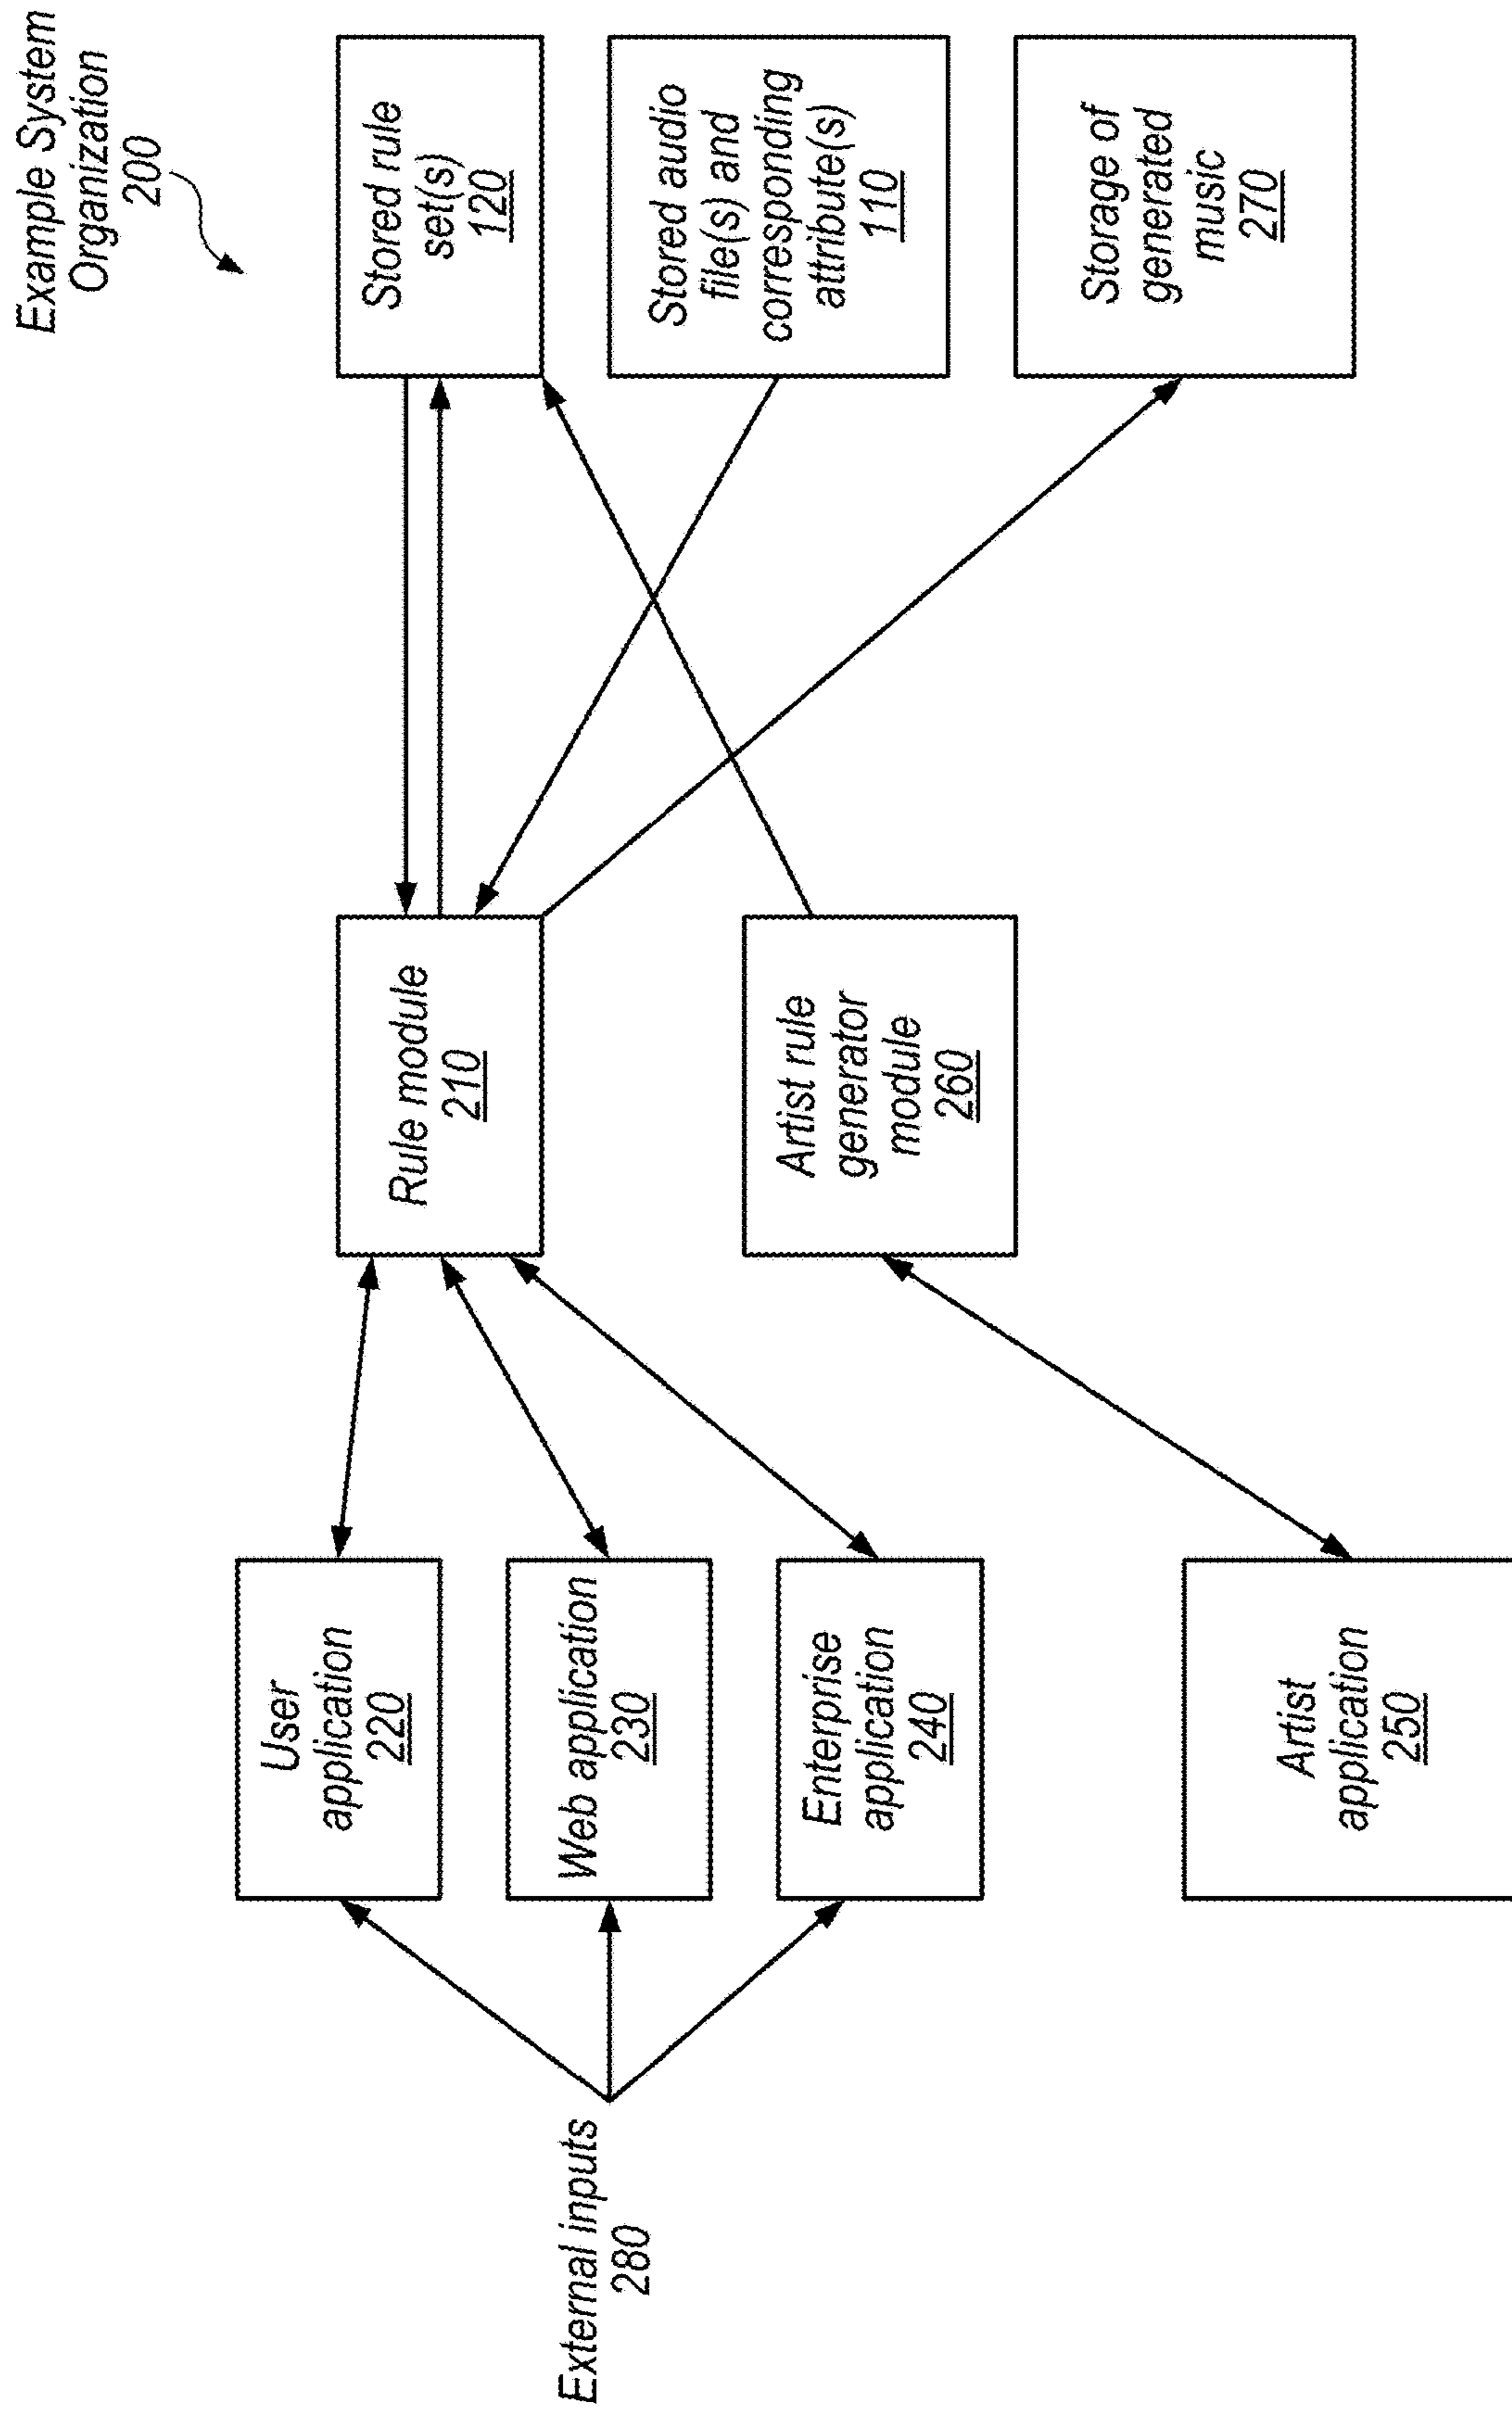 Example System
Organization
200
External inputs
280
User
application
220
Web application
230
Enterprise
application
240
Artist
application
250
Rule module
210
Artist rule
generator
module
260
Stored rule
set(s)
120
Stored audio
file(s) and
corresponding
attribute(s)
110
Storage of
generated
music
270